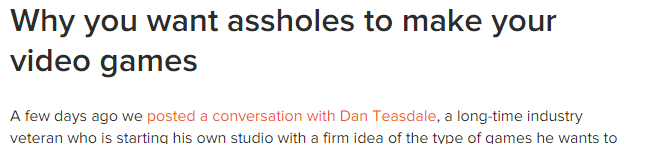 Why you want assholes to make your
video games
A few days ago we posted a conversation with Dan Teasdale, a long-time industry
veteran who is starting his own studio with a firm idea of the type of games he wants to